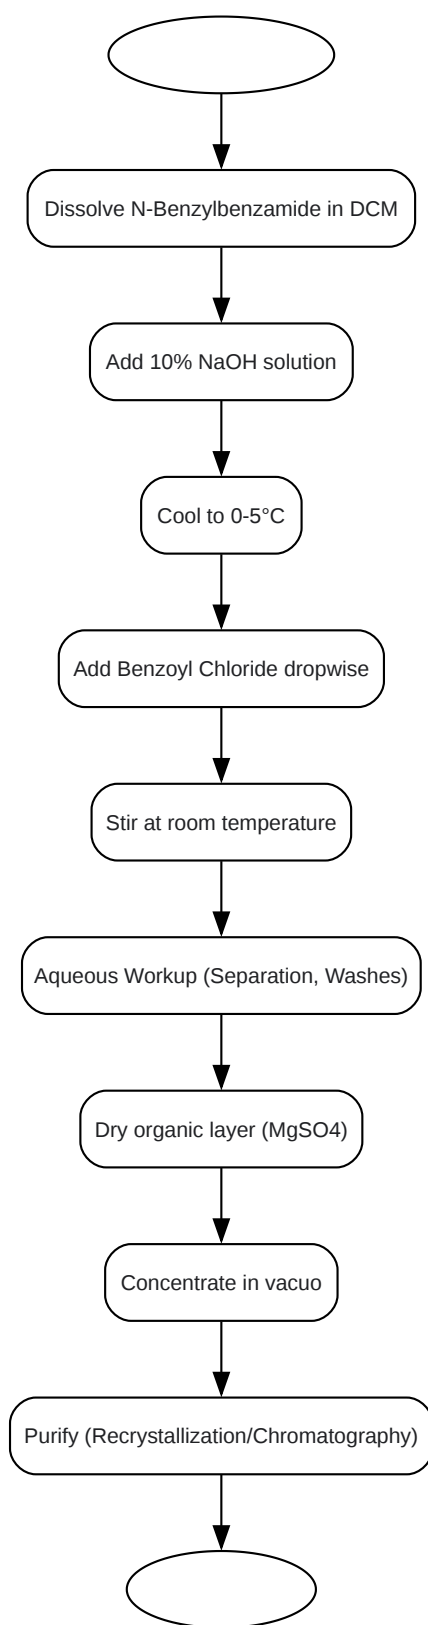 Dissolve N-Benzylbenzamide in DCM
Add 10% NaOH solution
Cool to 0-5°C
Add Benzoyl Chloride dropwise
Stir at room temperature
Aqueous Workup (Separation, Washes)
Dry organic layer (MgSO4)
Concentrate in vacuo
Purify (Recrystallization/Chromatography)